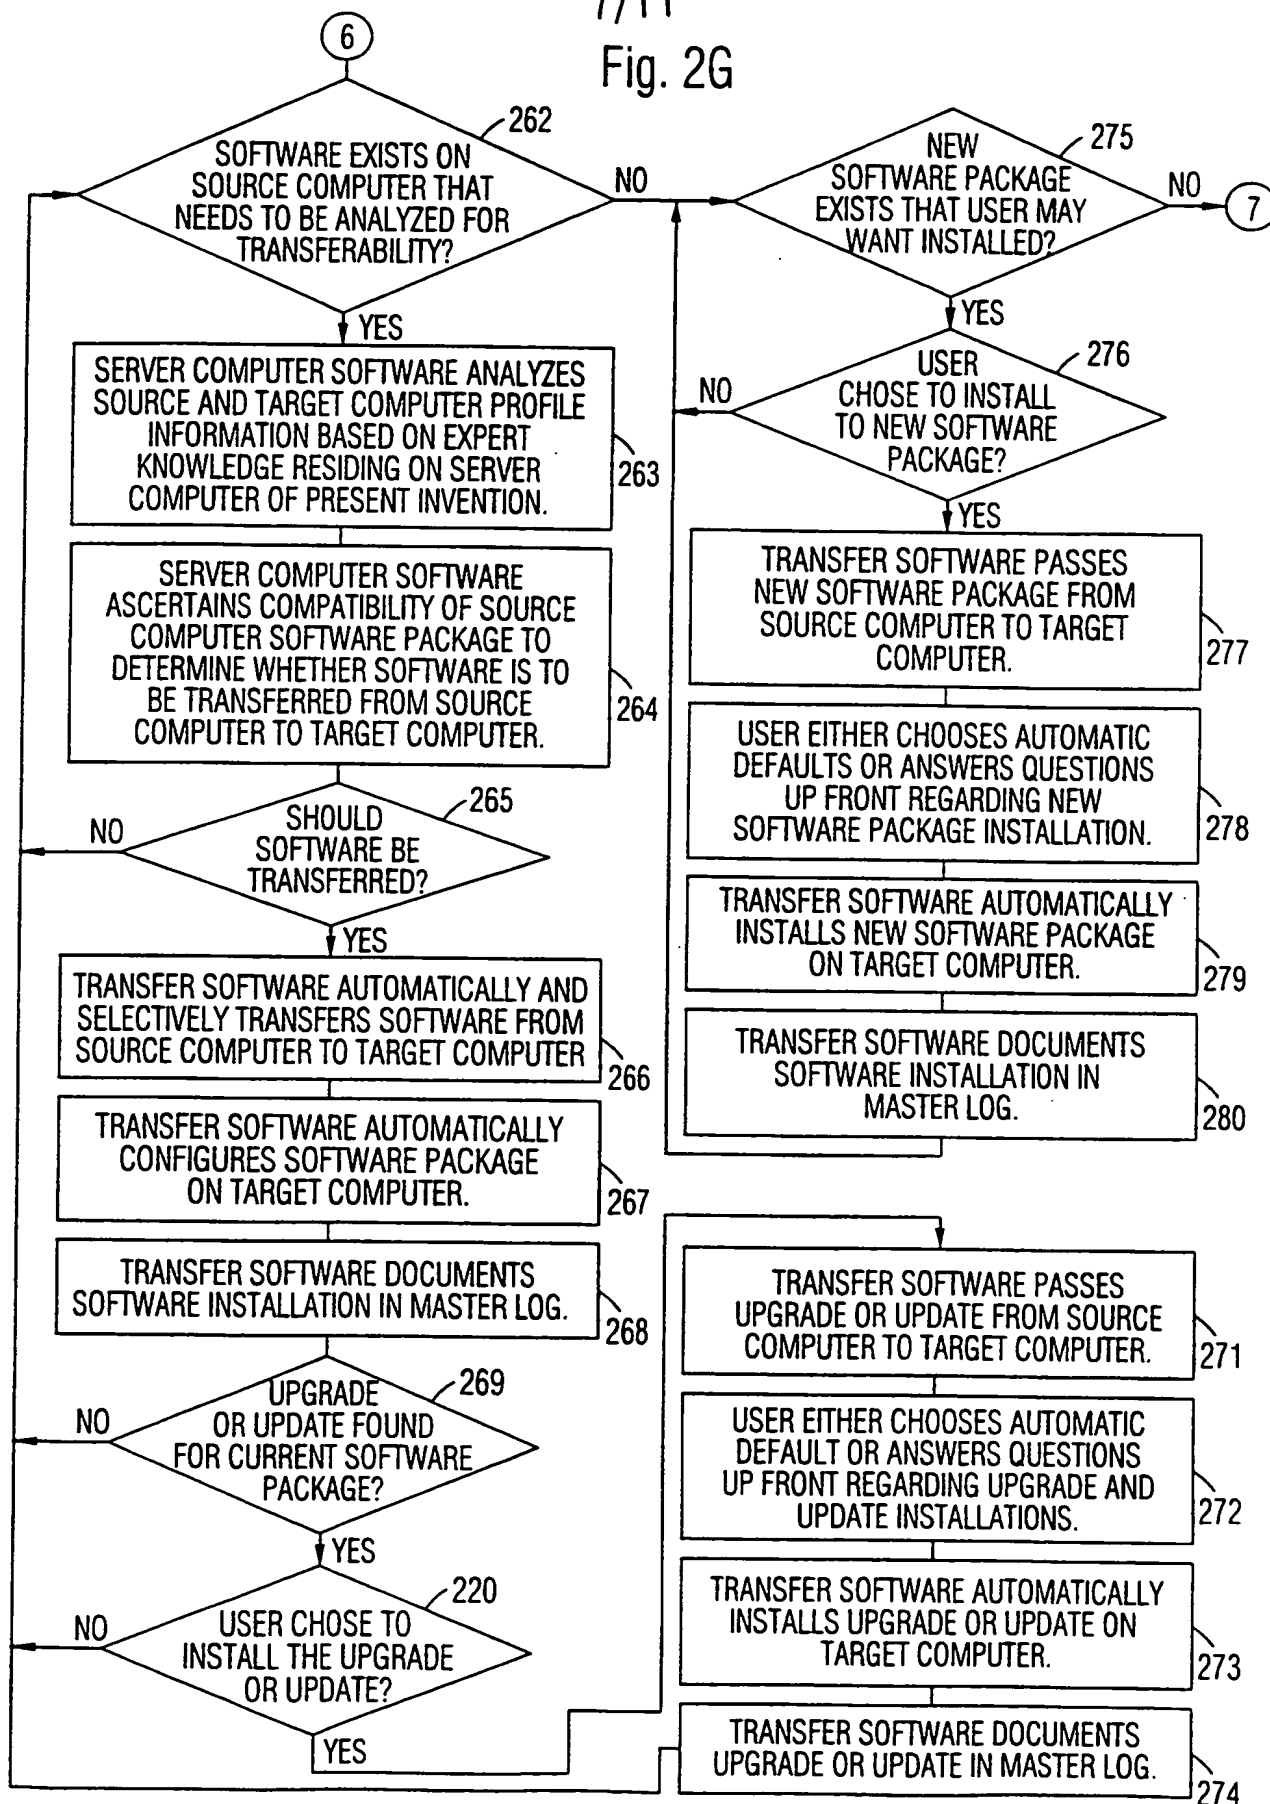 7/11
Fig. 2G
6
262
SOFTWARE EXISTS ON
SOURCE COMPUTER THAT
NEEDS TO BE ANALYZED FOR
TRANSFERABILITY?
NO
YES
SERVER COMPUTER SOFTWARE ANALYZES
SOURCE AND TARGET COMPUTER PROFILE
INFORMATION BASED ON EXPERT
KNOWLEDGE RESIDING ON SERVER
COMPUTER OF PRESENT INVENTION.
263
SERVER COMPUTER SOFTWARE
ASCERTAINS COMPATIBILITY OF SOURCE
COMPUTER SOFTWARE PACKAGE TO
DETERMINE WHETHER SOFTWARE IS TO
BE TRANSFERRED FROM SOURCE
COMPUTER TO TARGET COMPUTER.
264
265
SHOULD
SOFTWARE BE
TRANSFERRED?
NO
YES
TRANSFER SOFTWARE AUTOMATICALLY AND
SELECTIVELY TRANSFERS SOFTWARE FROM
SOURCE COMPUTER TO TARGET COMPUTER
266
TRANSFER SOFTWARE AUTOMATICALLY
CONFIGURES SOFTWARE PACKAGE
ON TARGET COMPUTER.
267
TRANSFER SOFTWARE DOCUMENTS
SOFTWARE INSTALLATION IN MASTER LOG.
268
269
UPGRADE
OR UPDATE FOUND
FOR CURRENT SOFTWARE
PACKAGE?
NO
YES
220
USER CHOSE TO
INSTALL THE UPGRADE
OR UPDATE?
NO
YES
TRANSFER SOFTWARE PASSES
UPGRADE OR UPDATE FROM SOURCE
COMPUTER TO TARGET COMPUTER.
271
USER EITHER CHOOSES AUTOMATIC
DEFAULT OR ANSWERS QUESTIONS
UP FRONT REGARDING UPGRADE AND
UPDATE INSTALLATIONS.
272
TRANSFER SOFTWARE AUTOMATICALLY
INSTALLS UPGRADE OR UPDATE ON
TARGET COMPUTER.
273
TRANSFER SOFTWARE DOCUMENTS
UPGRADE OR UPDATE IN MASTER LOG.
274
275
NEW
SOFTWARE PACKAGE
EXISTS THAT USER MAY
WANT INSTALLED?
NO
7
YES
276
USER
CHOSE TO INSTALL
TO NEW SOFTWARE
PACKAGE?
NO
YES
TRANSFER SOFTWARE PASSES
NEW SOFTWARE PACKAGE FROM
SOURCE COMPUTER TO TARGET
COMPUTER.
277
USER EITHER CHOOSES AUTOMATIC
DEFAULTS OR ANSWERS QUESTIONS
UP FRONT REGARDING NEW
SOFTWARE PACKAGE INSTALLATION.
278
TRANSFER SOFTWARE AUTOMATICALLY
INSTALLS NEW SOFTWARE PACKAGE
ON TARGET COMPUTER.
279
TRANSFER SOFTWARE DOCUMENTS
SOFTWARE INSTALLATION IN
MASTER LOG.
280